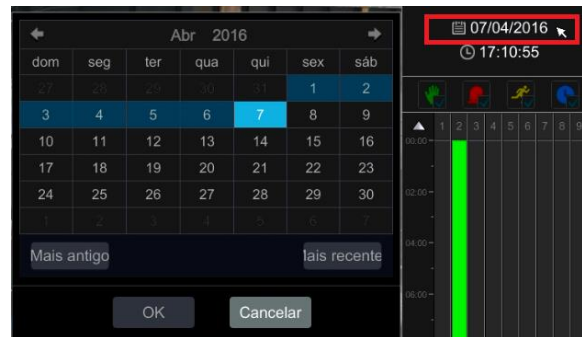 Abr 2016
dom seg ter qua qui sex sáb
27 28 29 30 31 1 2
3 4 5 6 7 8 9
10 11 12 13 14 15 16
17 18 19 20 21 22 23
24 25 26 27 28 29 30
1 2 3 4 5 6 7
Mais antigo lais recente
OK Cancelar
07/04/2016
17:10:55
1 2 3 4 5 6 7 8 9
00:00
02:00
04:00
06:00